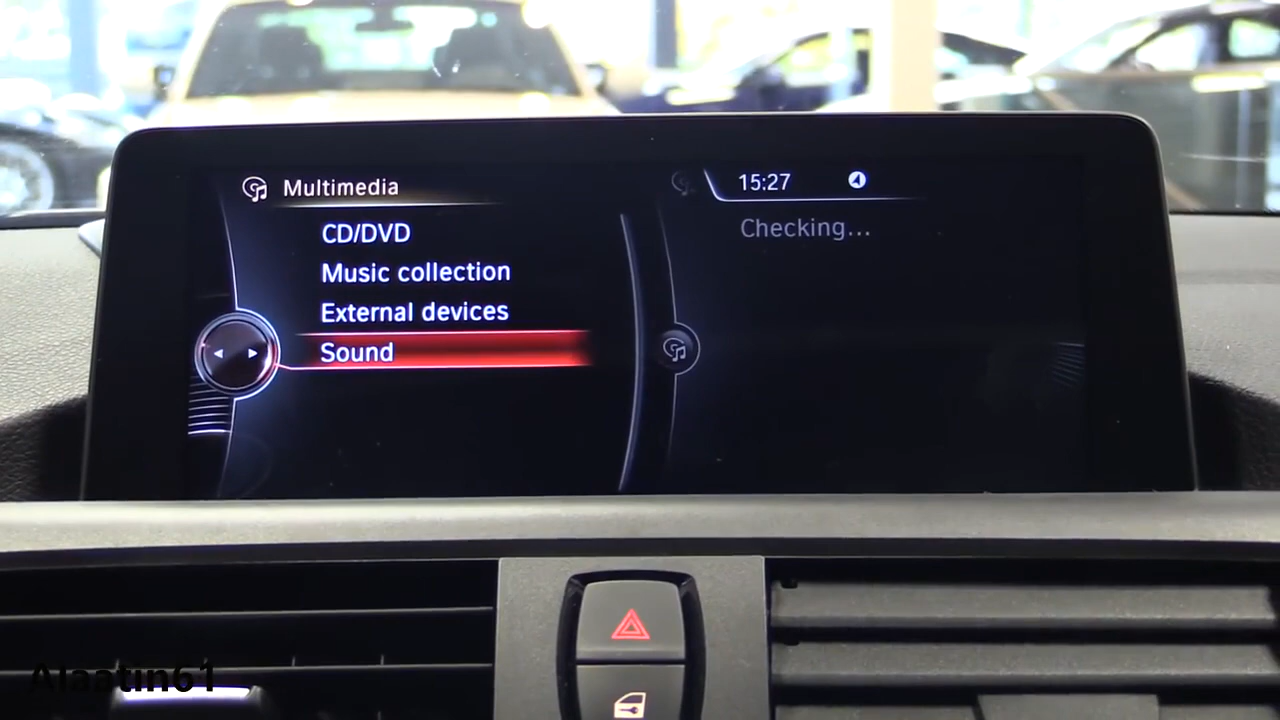 Multimedia
CD/DVD
Music collection
External devices
Sound
15:27
Checking...
Alaatin61